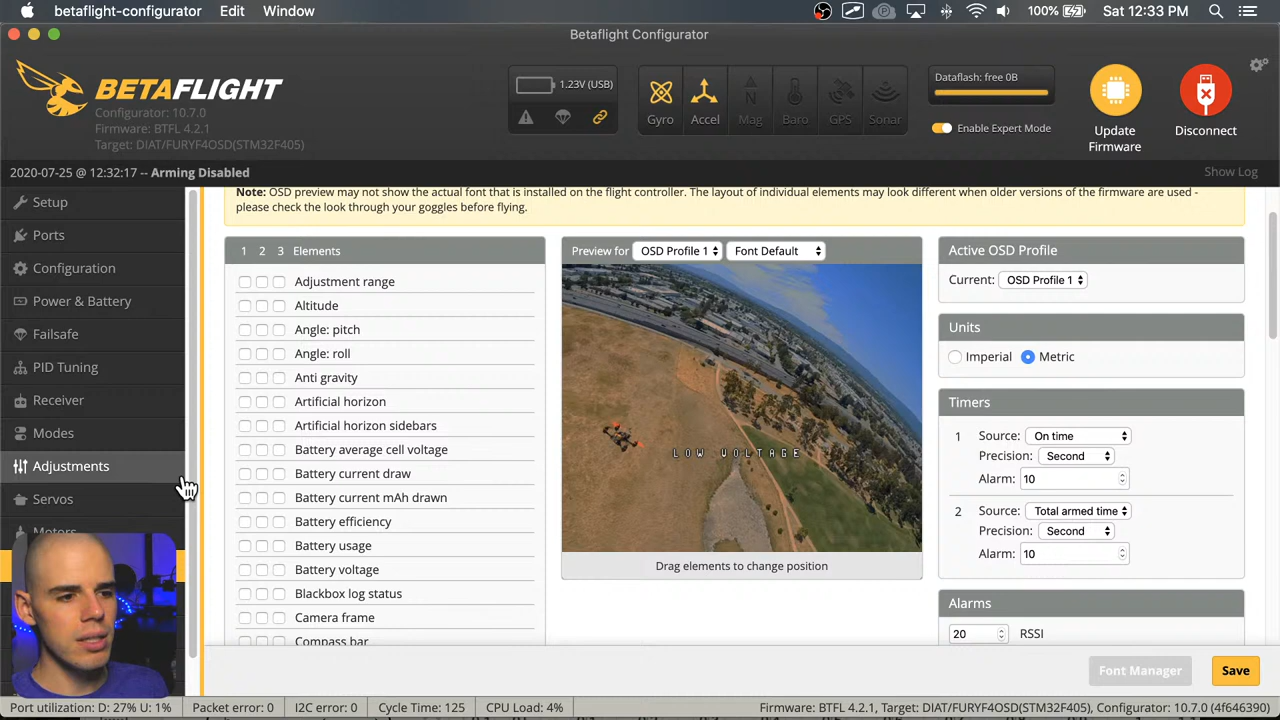 betaflight-configurator Edit Window 100% Sat 12:33 PM
Betaflight Configurator
BETAFLIGHT
Configurator: 10.7.0
Firmware: BTFL 4.2.1
Target: DIAT/FURYF4OSD(STM32F405)
1.23V (USB)
Gyro Accel Mag Baro GPS Sonar
Dataflash: free 0B
Enable Expert Mode
Update Firmware
Disconnect
2020-07-25 @ 12:32:17 -- Arming Disabled
Show Log
Setup
Ports
Configuration
Power & Battery
Failsafe
PID Tuning
Receiver
Modes
Adjustments
Servos
Motors
Note: OSD preview may not show the actual font that is installed on the flight controller. The layout of individual elements may look different when older versions of the firmware are used -
please check the look through your goggles before flying.
1 2 3 Elements
Adjustment range
Altitude
Angle: pitch
Angle: roll
Anti gravity
Artificial horizon
Artificial horizon sidebars
Battery average cell voltage
Battery current draw
Battery current mAh drawn
Battery efficiency
Battery usage
Battery voltage
Blackbox log status
Camera frame
Compass bar
Preview for OSD Profile 1 Font Default
LOW VOLTAGE
Drag elements to change position
Active OSD Profile
Current: OSD Profile 1
Units
Imperial Metric
Timers
1 Source: On time
Precision: Second
Alarm: 10
2 Source: Total armed time
Precision: Second
Alarm: 10
Alarms
20 RSSI
Font Manager
Save
Port utilization: D: 27% U: 1% Packet error: 0 I2C error: 0 Cycle Time: 125 CPU Load: 4% Firmware: BTFL 4.2.1, Target: DIAT/FURYF4OSD(STM32F405), Configurator: 10.7.0 (4f646390)